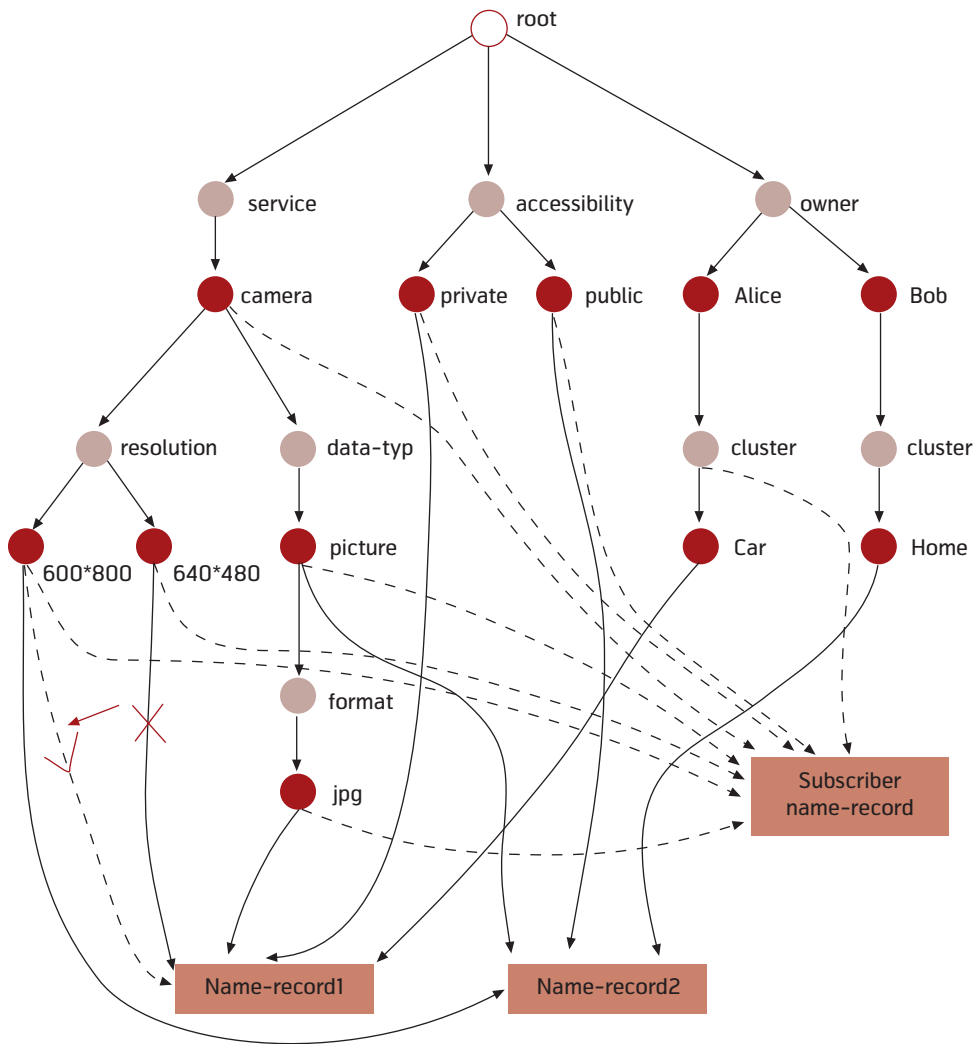 root
service
accessibility
owner
camera
private
public
Alice
Bob
resolution
data-typ
cluster
cluster
600*800
640*480
picture
Car
Home
format
jpg
Subscriber
name-record
Name-record1
Name-record2